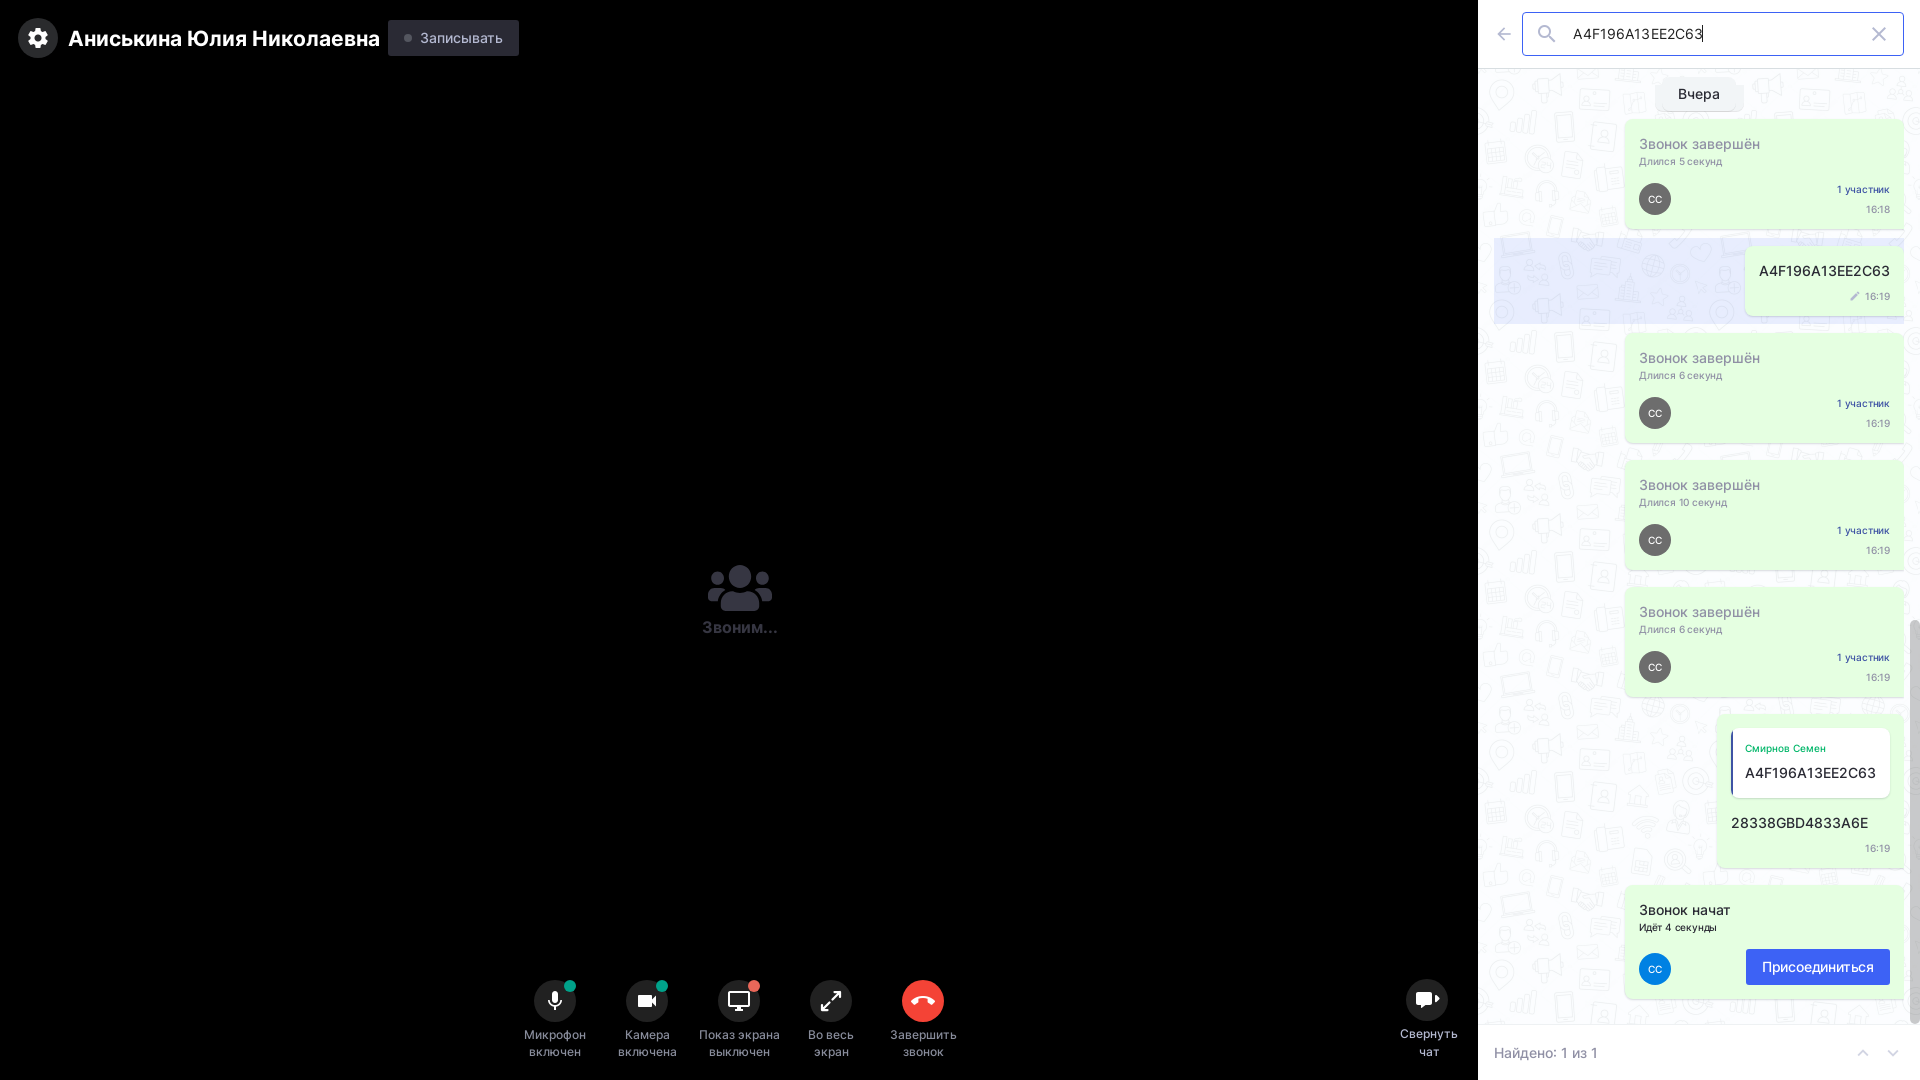 Аниськина Юлия Николаевна
Записывать
A4F196A13EE2C63
Вчера
Звонок завершён
Длился 5 секунд
СС
1 участник
16:18
A4F196A13EE2C63
16:19
Звонок завершён
Длился 6 секунд
СС
1 участник
16:19
Звонок завершён
Длился 10 секунд
СС
1 участник
16:19
Звонок завершён
Длился 6 секунд
СС
1 участник
16:19
Смирнов Семен
A4F196A13EE2C63
28338GBD4833A6E
16:19
Звонок начат
Идёт 4 секунды
СС
Присоединиться
Найдено: 1 из 1
Звоним...
Микрофон
включен
Камера
включена
Показ экрана
выключен
Во весь
экран
Завершить
звонок
Свернуть
чат